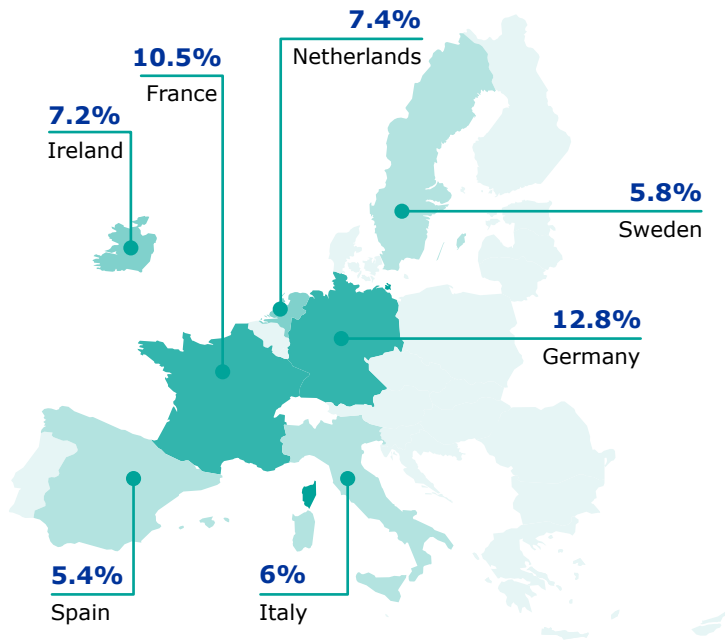 7.4%
Netherlands
10.5%
France
7.2%
Ireland
5.8%
Sweden
12.8%
Germany
5.4%
Spain
6%
Italy